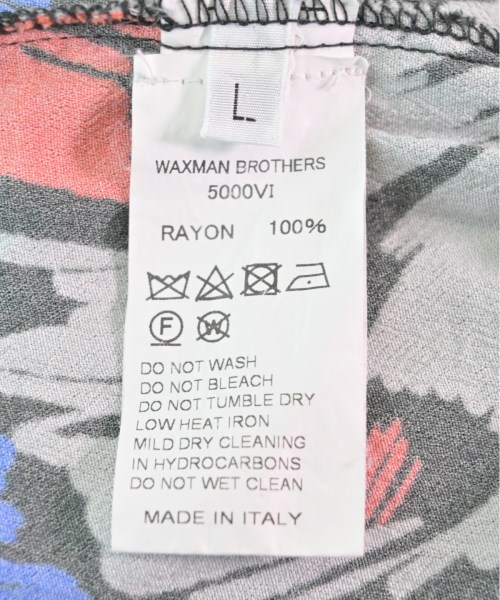 L
WAXMAN BROTHERS
5000VI
RAYON 100%
F W
DO NOT WASH
DO NOT BLEACH
DO NOT TUMBLE DRY
LOW HEAT IRON
MILD DRY CLEANING
IN HYDROCARBONS
DO NOT WET CLEAN
MADE IN ITALY